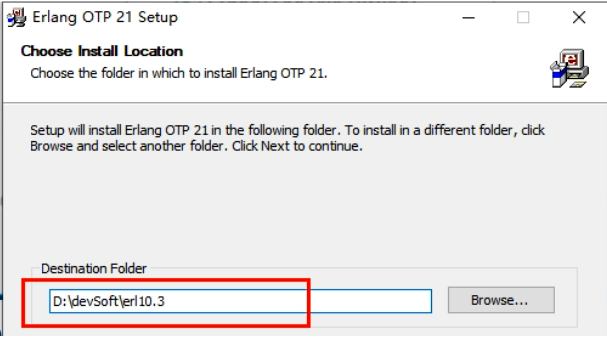 Erlang OTP 21 Setup
Choose Install Location
Choose the folder in which to install Erlang OTP 21.
Setup will install Erlang OTP 21 in the following folder. To install in a different folder, click
Browse and select another folder. Click Next to continue.
Destination Folder
D:\devSoft\erl10.3
Browse...